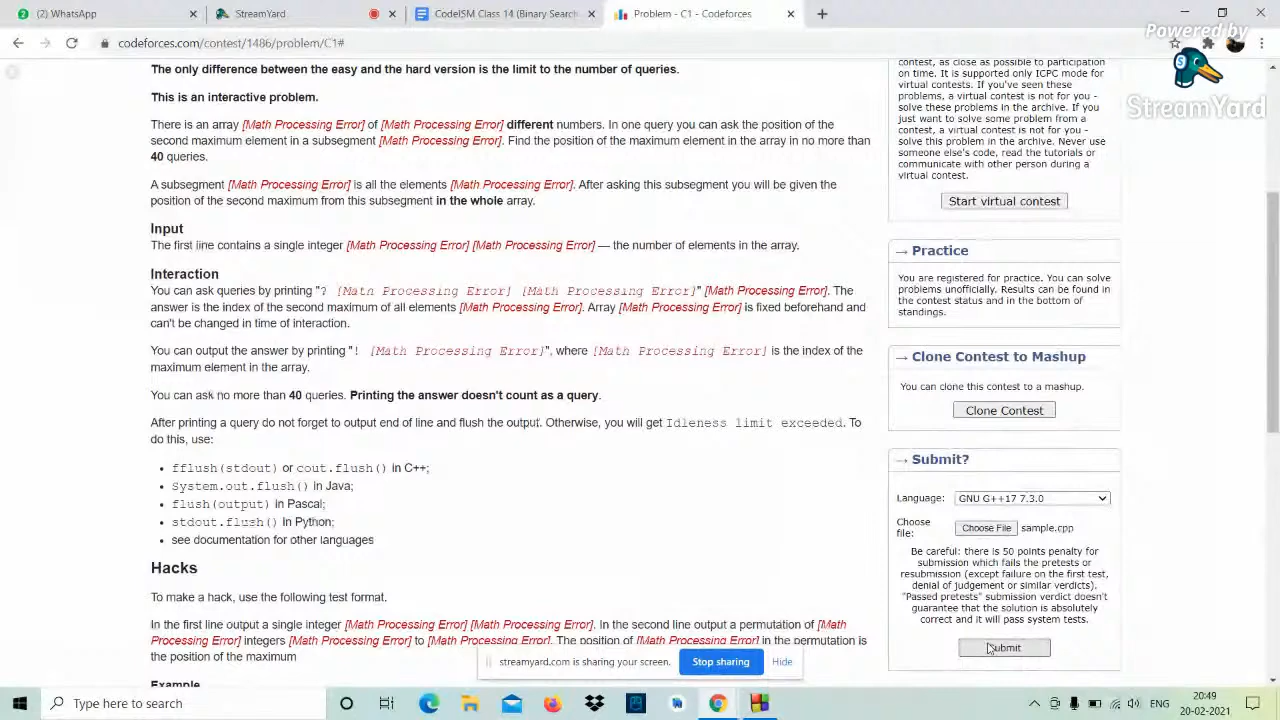 (2) WhatsApp
StreamYard
CodeISM Class 14 (Binary Search
Problem - C1 - Codeforces
codeforces.com/contest/1486/problem/C1#
Powered by
StreamYard
The only difference between the easy and the hard version is the limit to the number of queries.
This is an interactive problem.
There is an array [Math Processing Error] of [Math Processing Error] different numbers. In one query you can ask the position of the
second maximum element in a subsegment [Math Processing Error]. Find the position of the maximum element in the array in no more than
40 queries.
A subsegment [Math Processing Error] is all the elements [Math Processing Error]. After asking this subsegment you will be given the
position of the second maximum from this subsegment in the whole array.
Input
The first line contains a single integer [Math Processing Error] [Math Processing Error] — the number of elements in the array.
Interaction
You can ask queries by printing "? [Math Processing Error] [Math Processing Error]" [Math Processing Error]. The
answer is the index of the second maximum of all elements [Math Processing Error]. Array [Math Processing Error] is fixed beforehand and
can't be changed in time of interaction.
You can output the answer by printing "! [Math Processing Error]", where [Math Processing Error] is the index of the
maximum element in the array.
You can ask no more than 40 queries. Printing the answer doesn't count as a query.
After printing a query do not forget to output end of line and flush the output. Otherwise, you will get Idleness limit exceeded. To
do this, use:
• fflush(stdout) or cout.flush() in C++;
• System.out.flush() in Java;
• flush(output) in Pascal;
• stdout.flush() in Python;
• see documentation for other languages
Hacks
To make a hack, use the following test format.
In the first line output a single integer [Math Processing Error] [Math Processing Error]. In the second line output a permutation of [Math
Processing Error] integers [Math Processing Error] to [Math Processing Error]. The position of [Math Processing Error] in the permutation is
the position of the maximum
Example
contest, as close as possible to participation
on time. It is supported only ICPC mode for
virtual contests. If you've seen these
problems, a virtual contest is not for you -
solve these problems in the archive. If you
just want to solve some problem from a
contest, a virtual contest is not for you -
solve this problem in the archive. Never use
someone else's code, read the tutorials or
communicate with other person during a
virtual contest.
Start virtual contest
→ Practice
You are registered for practice. You can solve
problems unofficially. Results can be found in
the contest status and in the bottom of
standings.
→ Clone Contest to Mashup
You can clone this contest to a mashup.
Clone Contest
→ Submit?
Language: GNU G++17 7.3.0
Choose
file: Choose File sample.cpp
Be careful: there is 50 points penalty for
submission which fails the pretests or
resubmission (except failure on the first test,
denial of judgement or similar verdicts).
"Passed pretests" submission verdict doesn't
guarantee that the solution is absolutely
correct and it will pass system tests.
Submit
streamyard.com is sharing your screen. Stop sharing Hide
Type here to search
ENG
20:49
20-02-2021